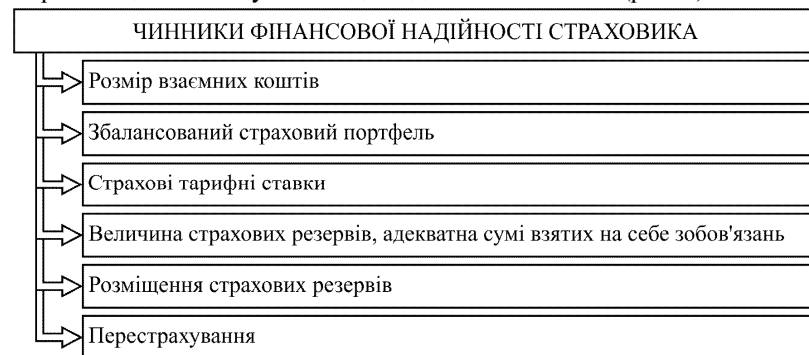 ЧИННИКИ ФІНАНСОВОЇ НАДІЙНОСТІ СТРАХОВИКА
Розмір взаємних коштів
Збалансований страховий портфель
Страхові тарифні ставки
Величина страхових резервів, адекватна сумі взятих на себе зобов'язань
Розміщення страхових резервів
Перестрахування